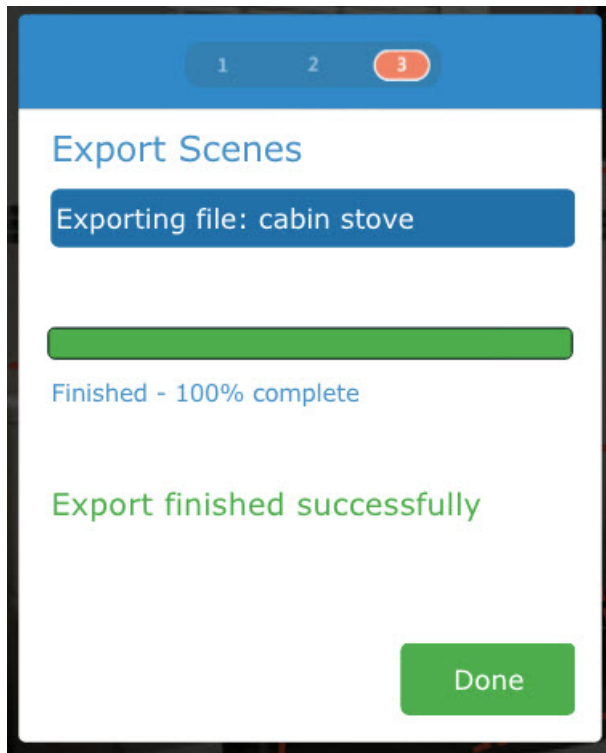 1 2 3
Export Scenes
Exporting file: cabin stove
Finished - 100% complete
Export finished successfully
Done